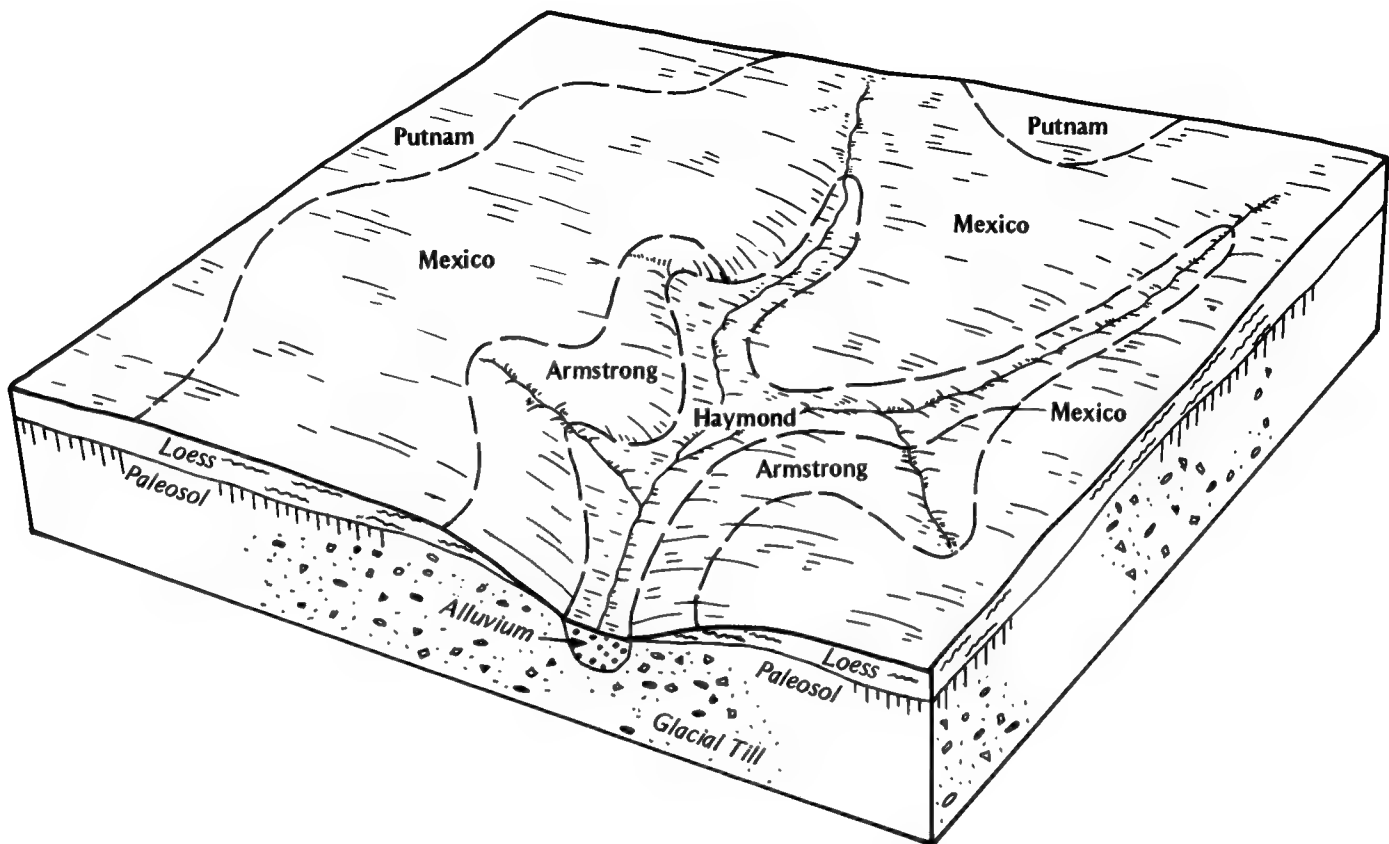 Putnam
Putnam
Mexico
Mexico
Armstrong
Haymond
Mexico
Armstrong
Loess
Paleosol
Alluvium
Loess
Paleosol
Glacial Till